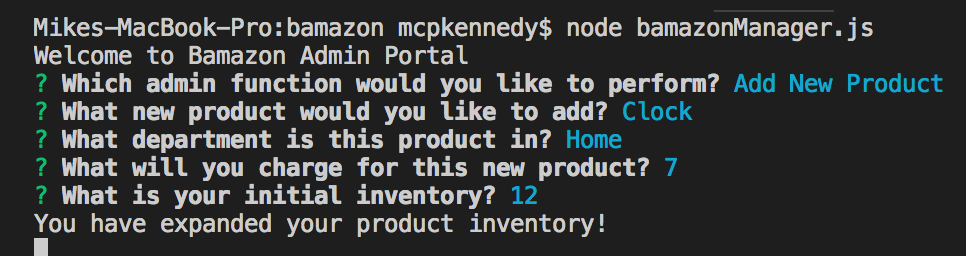 Mikes-MacBook-Pro:bamazon mcpkennedy$ node bamazonManager.js
Welcome to Bamazon Admin Portal
? Which admin function would you like to perform? Add New Product
? What new product would you like to add? Clock
? What department is this product in? Home
? What will you charge for this new product? 7
? What is your initial inventory? 12
You have expanded your product inventory!